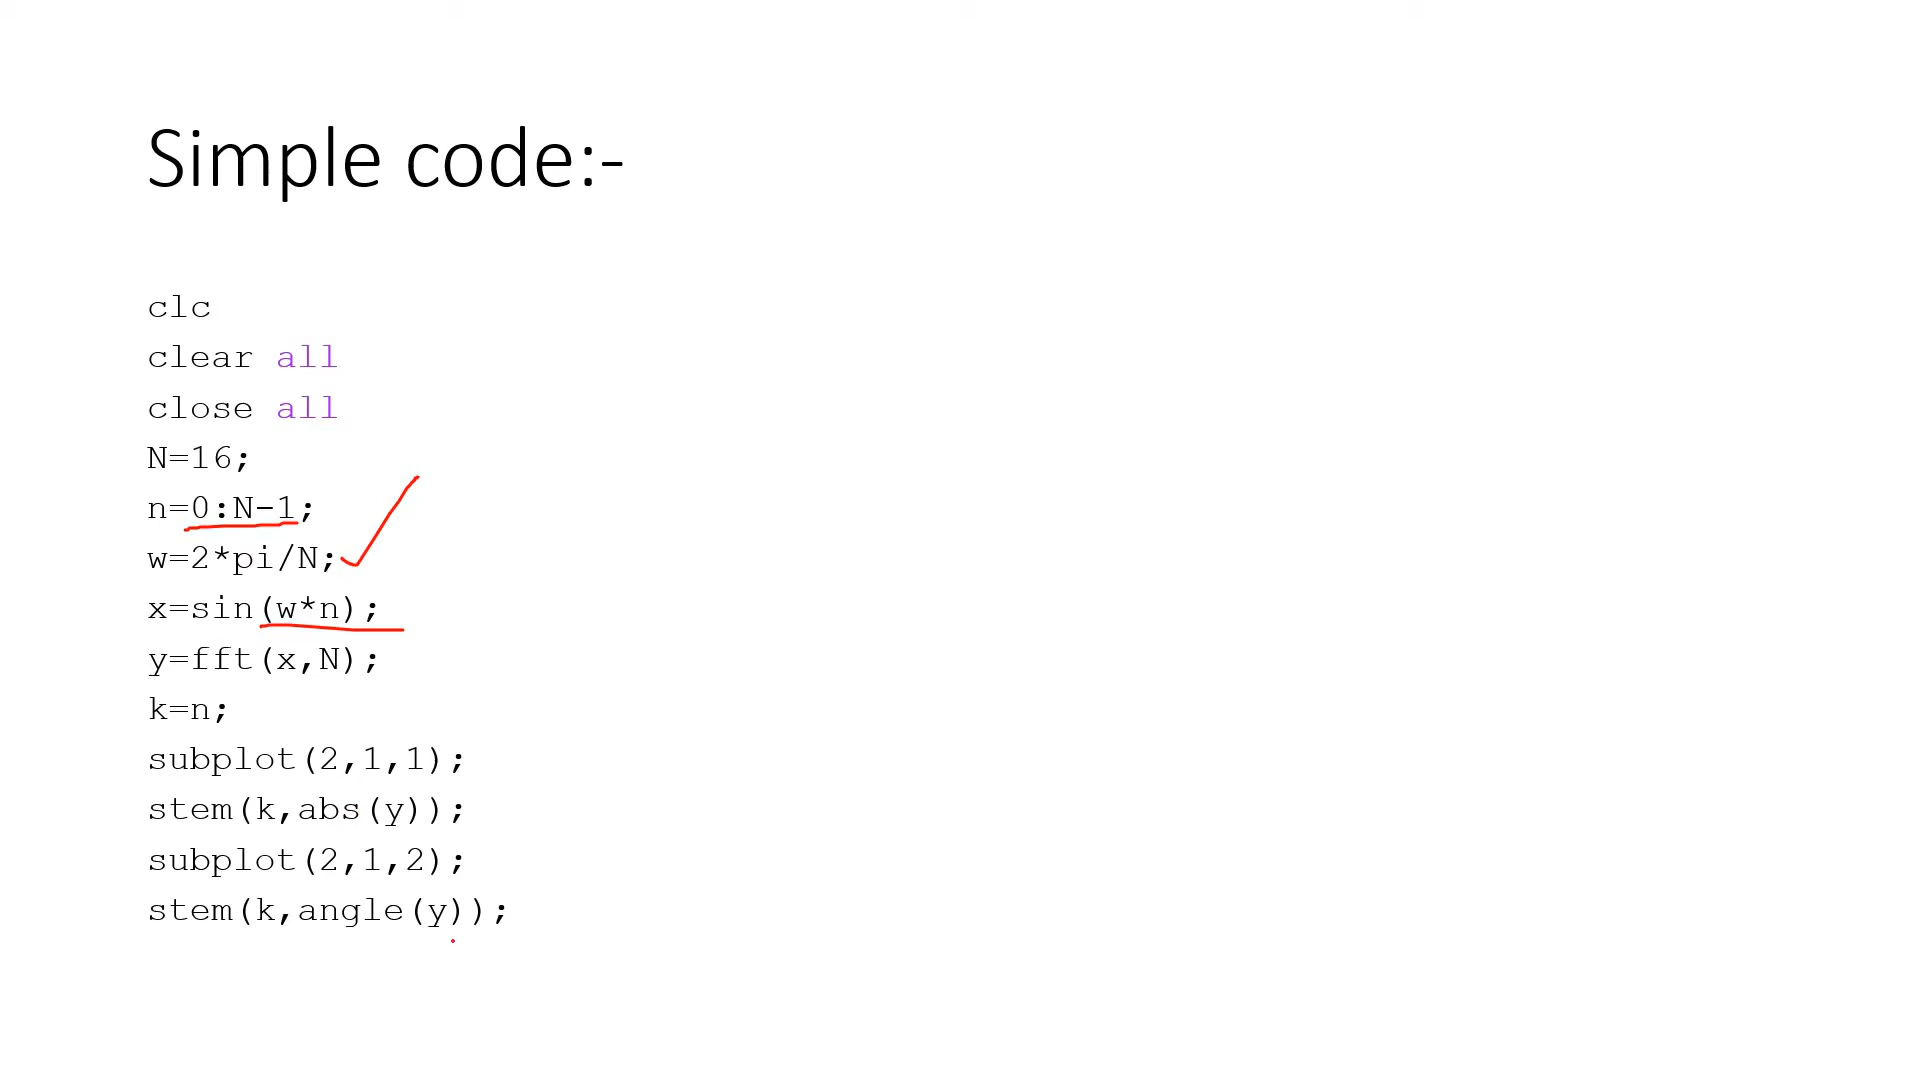 Simple code:-
clc
clear all
close all
N=16;
n=0:N-1;
w=2*pi/N;
x=sin(w*n);
y=fft(x,N);
k=n;
subplot(2,1,1);
stem(k,abs(y));
subplot(2,1,2);
stem(k,angle(y));